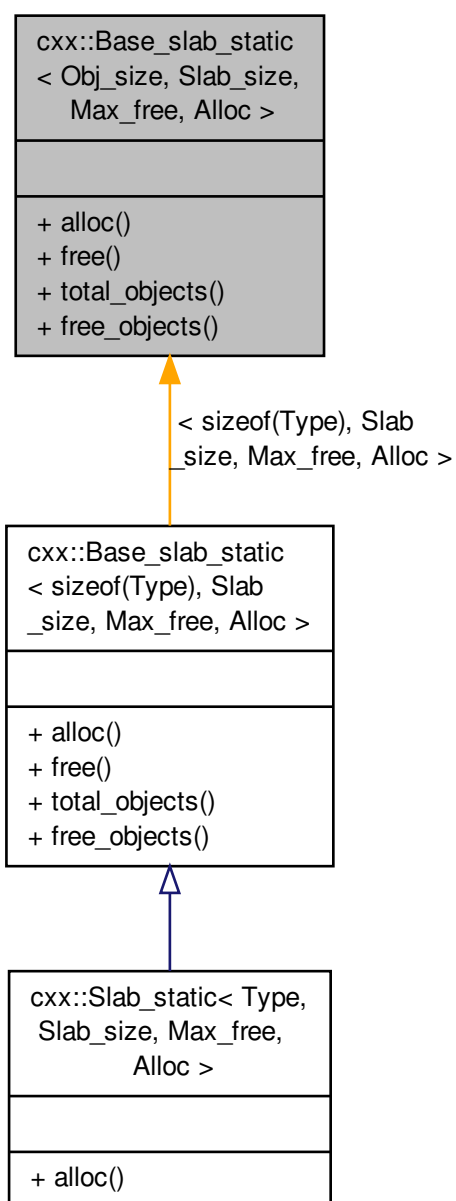 cxx::Base_slab_static
< Obj_size, Slab_size,
Max_free, Alloc >
+ alloc()
+ free()
+ total_objects()
+ free_objects()
< sizeof(Type), Slab
_size, Max_free, Alloc >
cxx::Base_slab_static
< sizeof(Type), Slab
_size, Max_free, Alloc >
+ alloc()
+ free()
+ total_objects()
+ free_objects()
cxx::Slab_static< Type,
Slab_size, Max_free,
Alloc >
+ alloc()